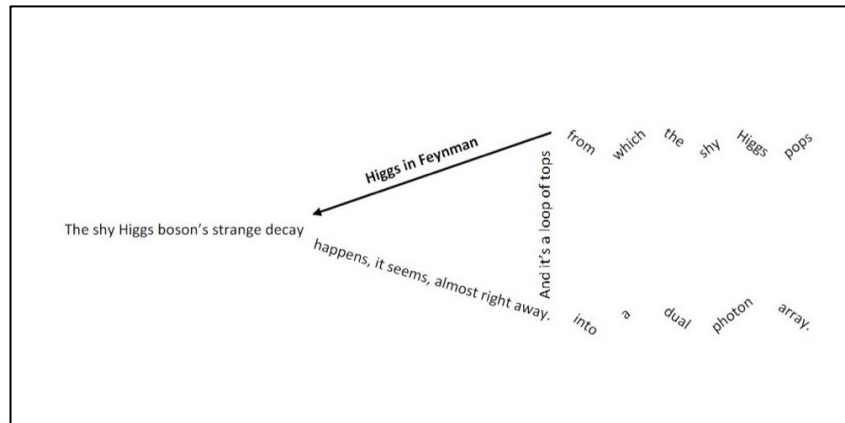 Higgs in Feynman
The shy Higgs boson's strange decay
happens, it seems, almost right away.
And it's a loop of tops
from which the shy Higgs pops
into a dual photon array.